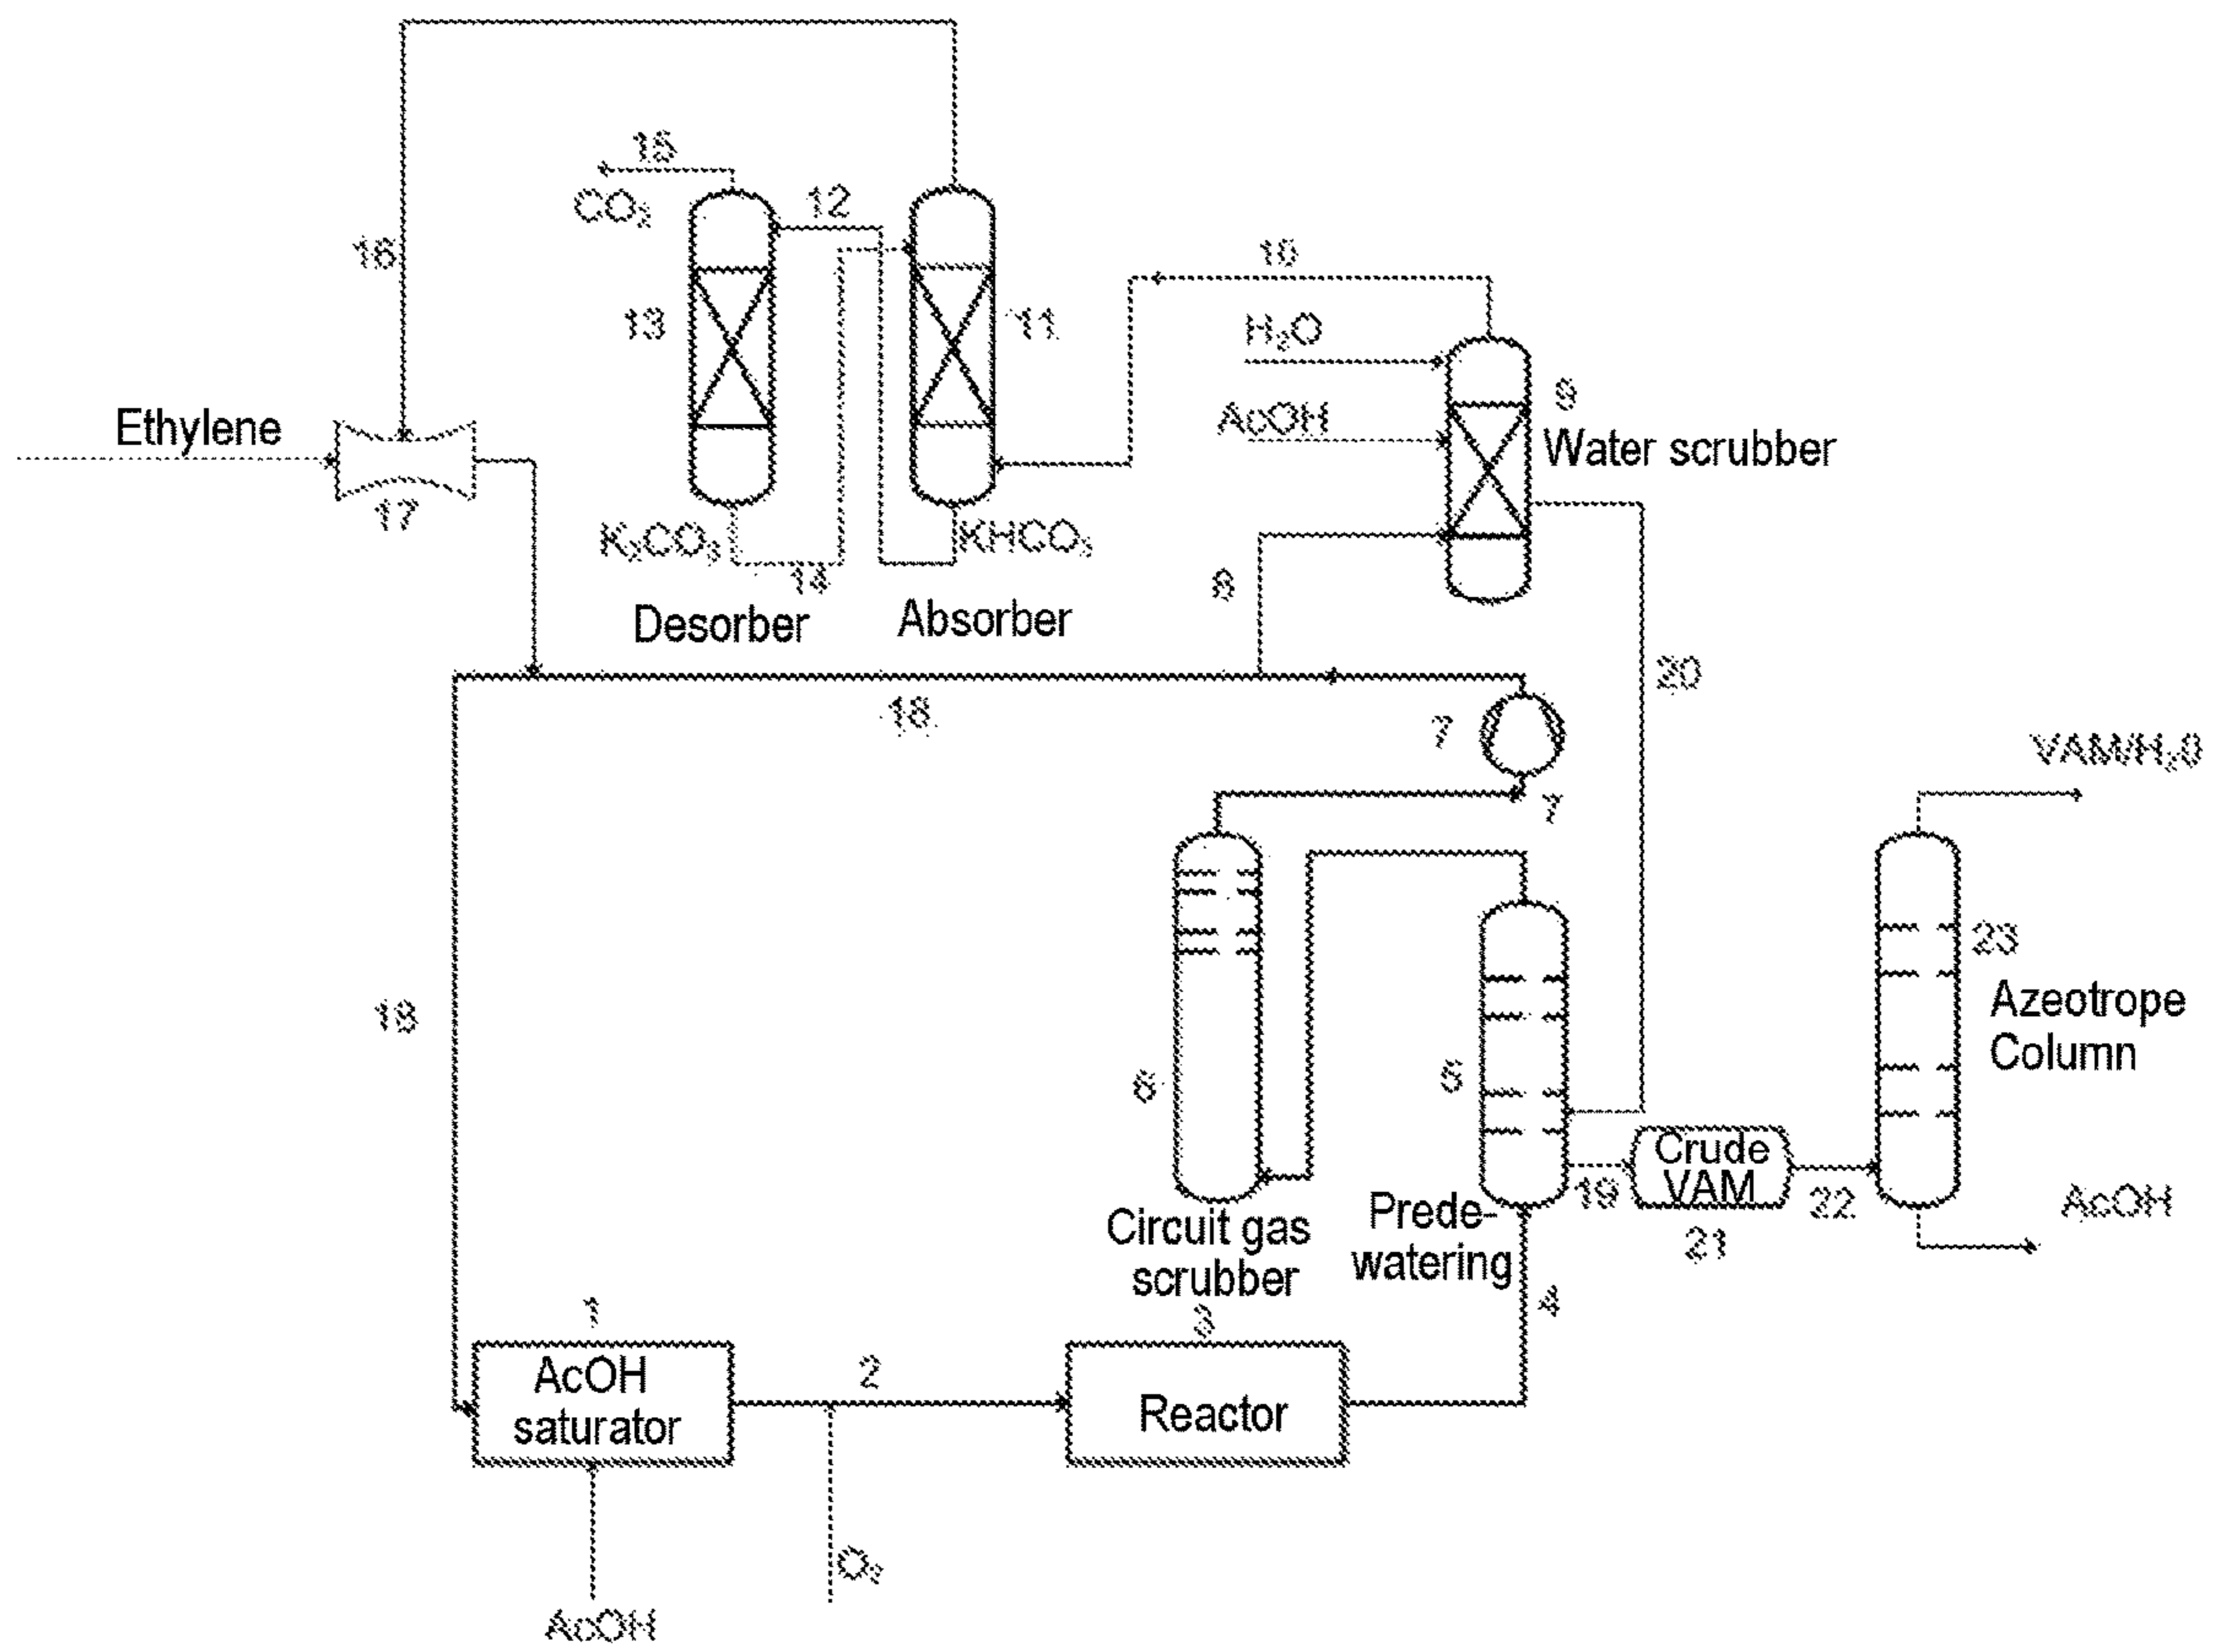 15
CO₂
12
16
10
H₂O
13
11
9
AcOH
Ethylene
Water scrubber
17
K₂CO₃
KHCO₃
14
8
Desorber
Absorber
20
18
7
VAM/H₂0
7
23
Azeotrope
Column
18
5
6
Crude
VAM
19
22
AcOH
Prede-
watering
21
Circuit gas
scrubber
4
1
3
AcOH
saturator
2
Reactor
O₂
AcOH